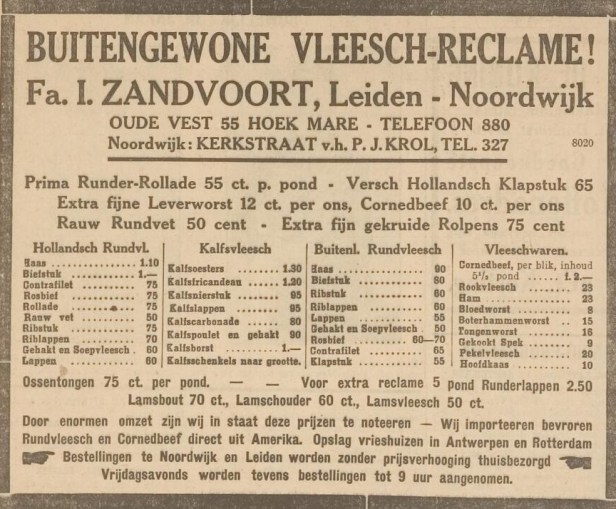 BUITENGEWONE VLEESCH-RECLAME!
Fa. I. ZANDVOORT, Leiden - Noordwijk
OUDE VEST 55 HOEK MARE - TELEFOON 880
Noordwijk: KERKSTRAAT v.h. P. J. KROL, TEL. 327 8020
Prima Runder-Rollade 55 ct. p. pond - Versch Hollandsch Klapstuk 65
Extra fijne Leverworst 12 ct. per ons, Cornedbeef 10 ct. per ons
Rauw Rundvet 50 cent - Extra fijn gekruide Rolpens 75 cent
Hollandsch Rundvl.
Haas ........ 1.10
Biefstuk ........ 1.—
Contrafilet ........ 75
Rosbief ........ 75
Rollade ........ 75
Rauw vet ........ 50
Ribstuk ........ 75
Riblappen ........ 70
Gehakt en Soepvleesch . 60
Lappen ........ 60
Kalfsvleesch
Kalfsoesters ........ 1.30
Kalfsfricandeau ........ 1.20
Kalfsnierstuk ........ 95
Kalfslappen ........ 95
Kalfscarbonade ........ 80
Kalfspoulet en gehakt 90
Kalfsborst ........ 1.—
Kalfsschenkels naar grootte.
Buitenl. Rundvleesch
Haas ........ 90
Biefstuk ........ 80
Ribstuk ........ 60
Riblappen ........ 60
Lappen ........ 55
Gehakt en Soepvleesch . 50
Rosbief ........ 60—70
Contrafilet ........ 65
Klapstuk ........ 55
Vleeschwaren.
Cornedbeef, per blik, inhoud
5½ pond ........ f. 2.—
Rookvleesch ........ 23
Ham ........ 23
Bloedworst ........ 8
Boterhammenworst .. 15
Tongenworst ........ 16
Gekookt Spek ........ 9
Pekelvleesch ........ 20
Hoofdkaas ........ 10
Ossentongen 75 ct. per pond. — — Voor extra reclame 5 pond Runderlappen 2.50
Lamsbout 70 ct., Lamschouder 60 ct., Lamsvleesch 50 ct.
Door enormen omzet zijn wij in staat deze prijzen te noteeren — Wij importeeren bevroren
Rundvleesch en Cornedbeef direct uit Amerika. Opslag vrieshuizen in Antwerpen en Rotterdam
Bestellingen te Noordwijk en Leiden worden zonder prijsverhooging thuisbezorgd
Vrijdagsavonds worden tevens bestellingen tot 9 uur aangenomen.